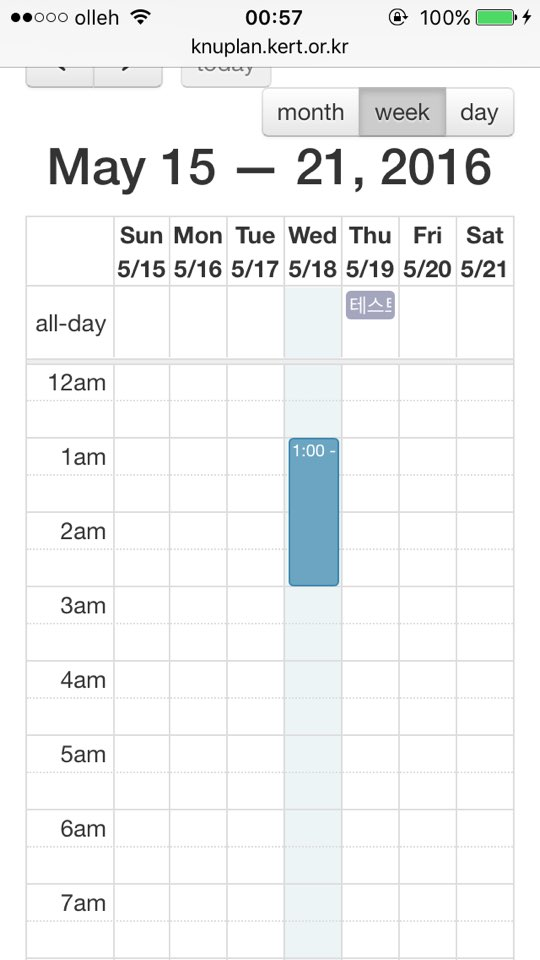 olleh 00:57 100%
knuplan.kert.or.kr
today
month week day
May 15 — 21, 2016
Sun Mon Tue Wed Thu Fri Sat
5/15 5/16 5/17 5/18 5/19 5/20 5/21
all-day
12am
1am 1:00 -
2am
3am
4am
5am
6am
7am